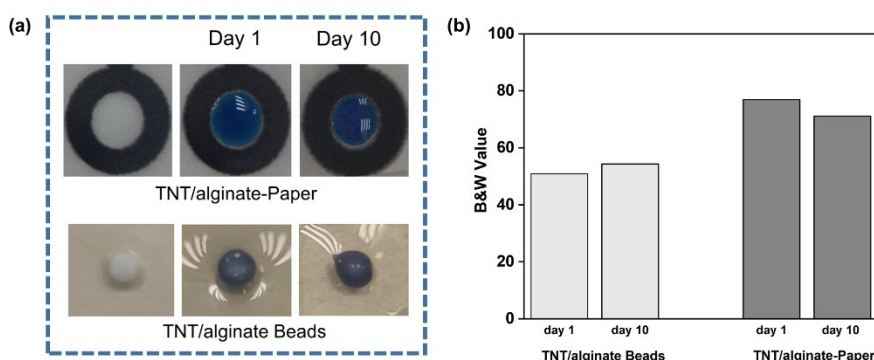 (a)
Day 1 Day 10
TNT/alginate-Paper
TNT/alginate Beads
(b)
B&W Value
100
80
60
40
20
0
day 1 day 10 day 1 day 10
TNT/alginate Beads TNT/alginate-Paper